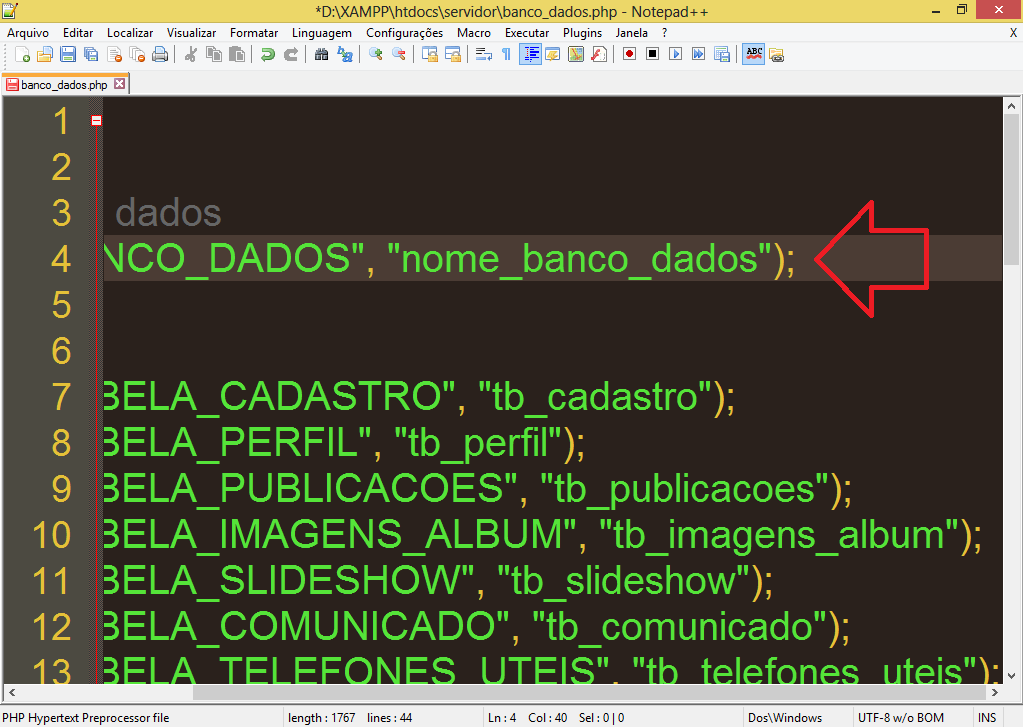 *D:\XAMPP\htdocs\servidor\banco_dados.php - Notepad++
Arquivo Editar Localizar Visualizar Formatar Linguagem Configurações Macro Executar Plugins Janela ? X
ABC
banco_dados.php
1
2
3 dados
4 NCO_DADOS", "nome_banco_dados");
5
6
7 BELA_CADASTRO", "tb_cadastro");
8 BELA_PERFIL", "tb_perfil");
9 BELA_PUBLICACOES", "tb_publicacoes");
10 BELA_IMAGENS_ALBUM", "tb_imagens_album");
11 BELA_SLIDESHOW", "tb_slideshow");
12 BELA_COMUNICADO", "tb_comunicado");
13 BELA_TELEFONES_UTEIS", "tb_telefones_uteis");
PHP Hypertext Preprocessor file length : 1767 lines : 44 Ln : 4 Col : 40 Sel : 0 | 0 Dos\Windows UTF-8 w/o BOM INS